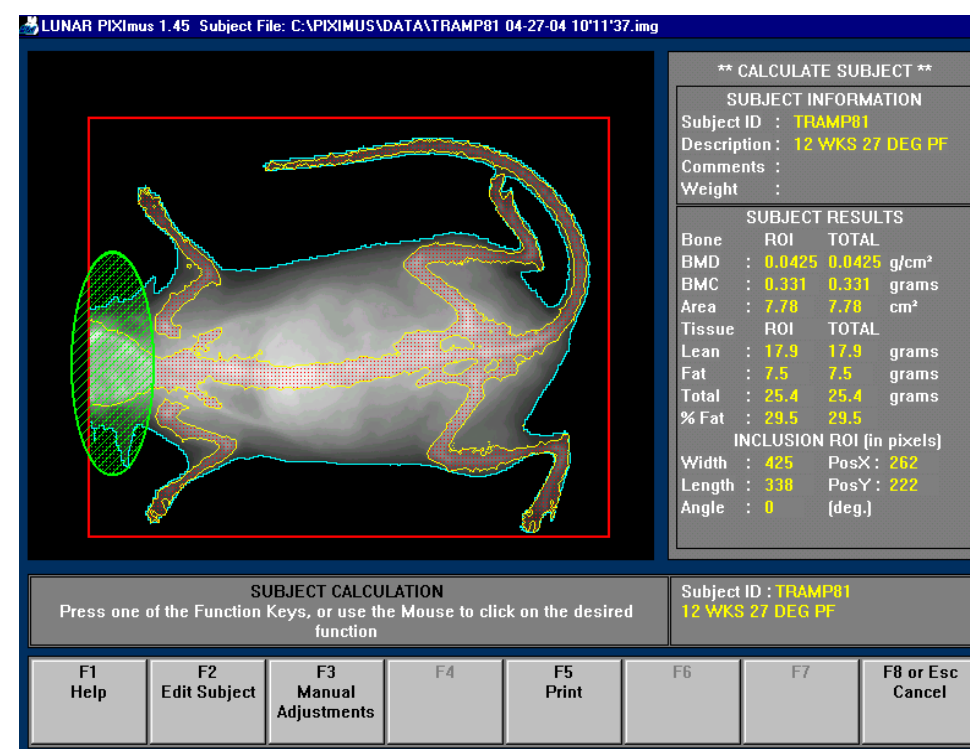 LUNAR PIXImus 1.45 Subject File: C:\PIXIMUS\DATA\TRAMP81 04-27-04 10'11'37.img
** CALCULATE SUBJECT **
SUBJECT INFORMATION
Subject ID : TRAMP81
Description : 12 WKS 27 DEG PF
Comments :
Weight :
SUBJECT RESULTS
Bone ROI TOTAL
BMD : 0.0425 0.0425 g/cm²
BMC : 0.331 0.331 grams
Area : 7.78 7.78 cm²
Tissue ROI TOTAL
Lean : 17.9 17.9 grams
Fat : 7.5 7.5 grams
Total : 25.4 25.4 grams
% Fat : 29.5 29.5
INCLUSION ROI (in pixels)
Width : 425 PosX : 262
Length : 338 PosY : 222
Angle : 0 (deg.)
SUBJECT CALCULATION
Press one of the Function Keys, or use the Mouse to click on the desired
function
Subject ID : TRAMP81
12 WKS 27 DEG PF
F1 F2 F3 F4 F5 F6 F7 F8 or Esc
Help Edit Subject Manual Print Cancel
Adjustments